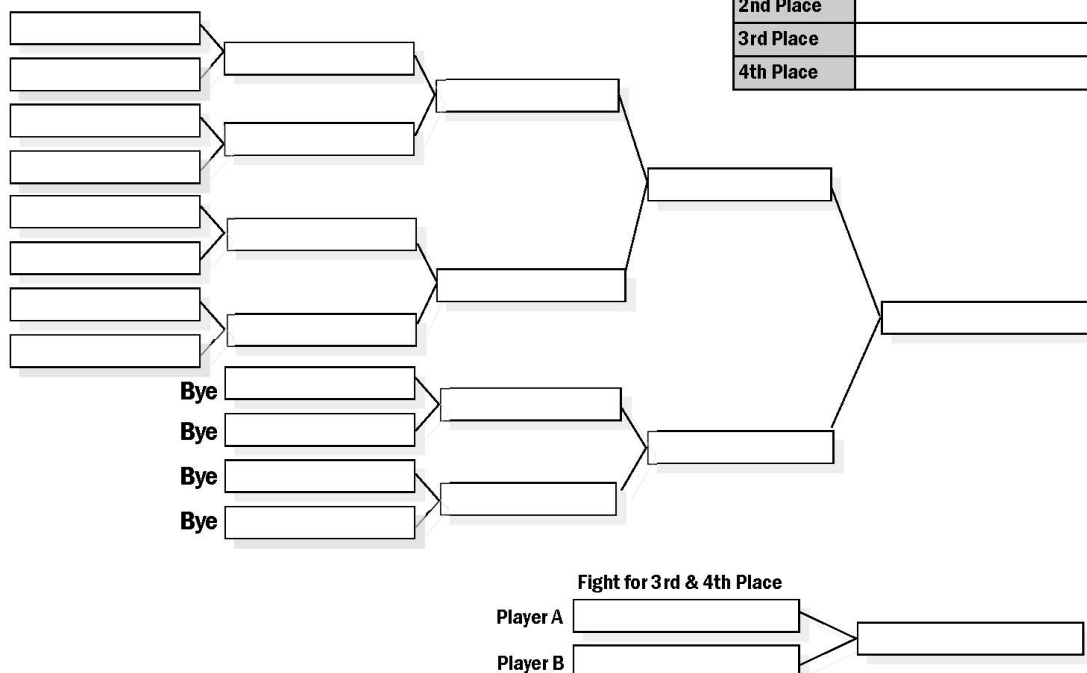 2nd Place
3rd Place
4th Place
Bye
Bye
Bye
Bye
Fight for 3rd & 4th Place
Player A
Player B